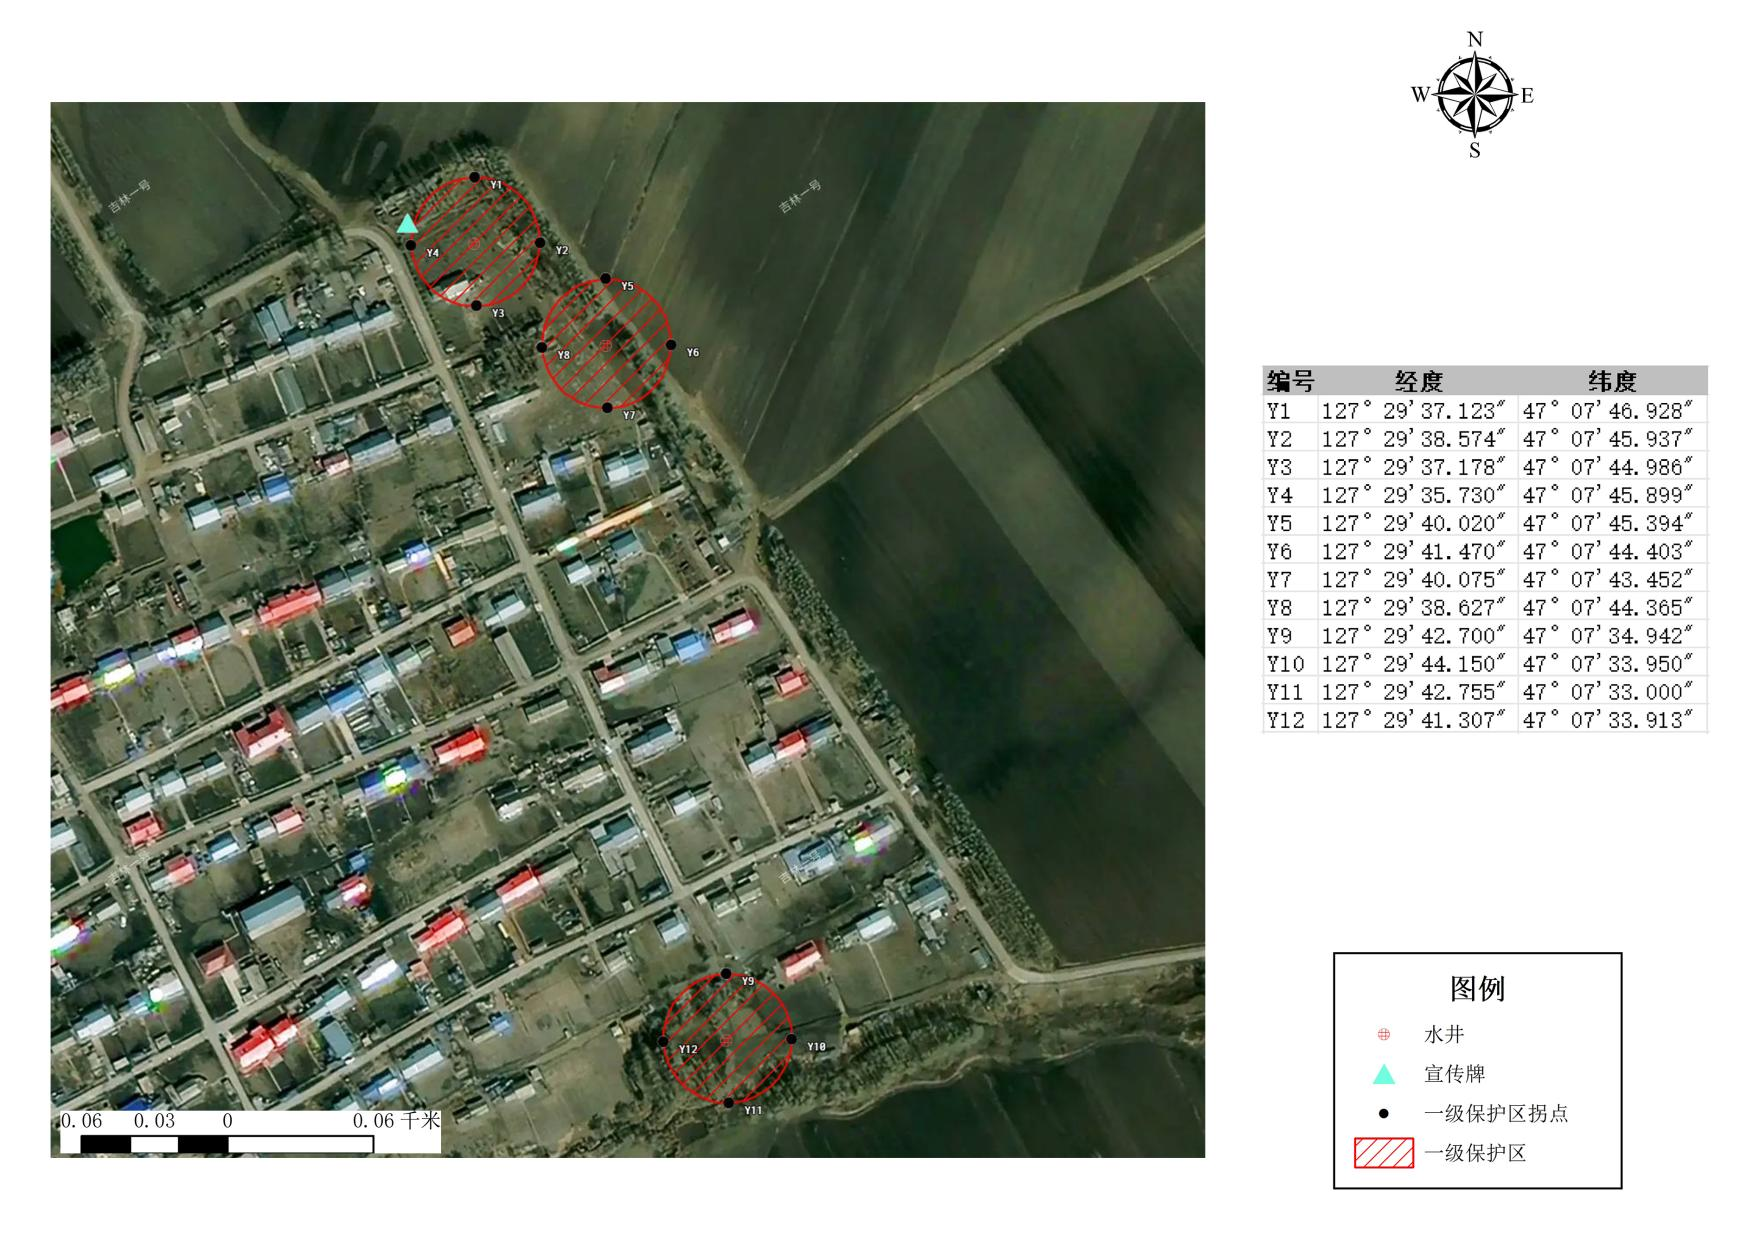 N
W E
S
吉林一号
吉林一号
Y1
Y2
Y4
Y3
Y5
Y6
Y8
Y7
编号 经度 纬度
Y1 127° 29′37.123″ 47° 07′46.928″
Y2 127° 29′38.574″ 47° 07′45.937″
Y3 127° 29′37.178″ 47° 07′44.986″
Y4 127° 29′35.730″ 47° 07′45.899″
Y5 127° 29′40.020″ 47° 07′45.394″
Y6 127° 29′41.470″ 47° 07′44.403″
Y7 127° 29′40.075″ 47° 07′43.452″
Y8 127° 29′38.627″ 47° 07′44.365″
Y9 127° 29′42.700″ 47° 07′34.942″
Y10 127° 29′44.150″ 47° 07′33.950″
Y11 127° 29′42.755″ 47° 07′33.000″
Y12 127° 29′41.307″ 47° 07′33.913″
吉林一号
吉林一号
Y9
Y12
Y10
Y11
0.06 0.03 0 0.06 千米
图例
水井
宣传牌
一级保护区拐点
一级保护区